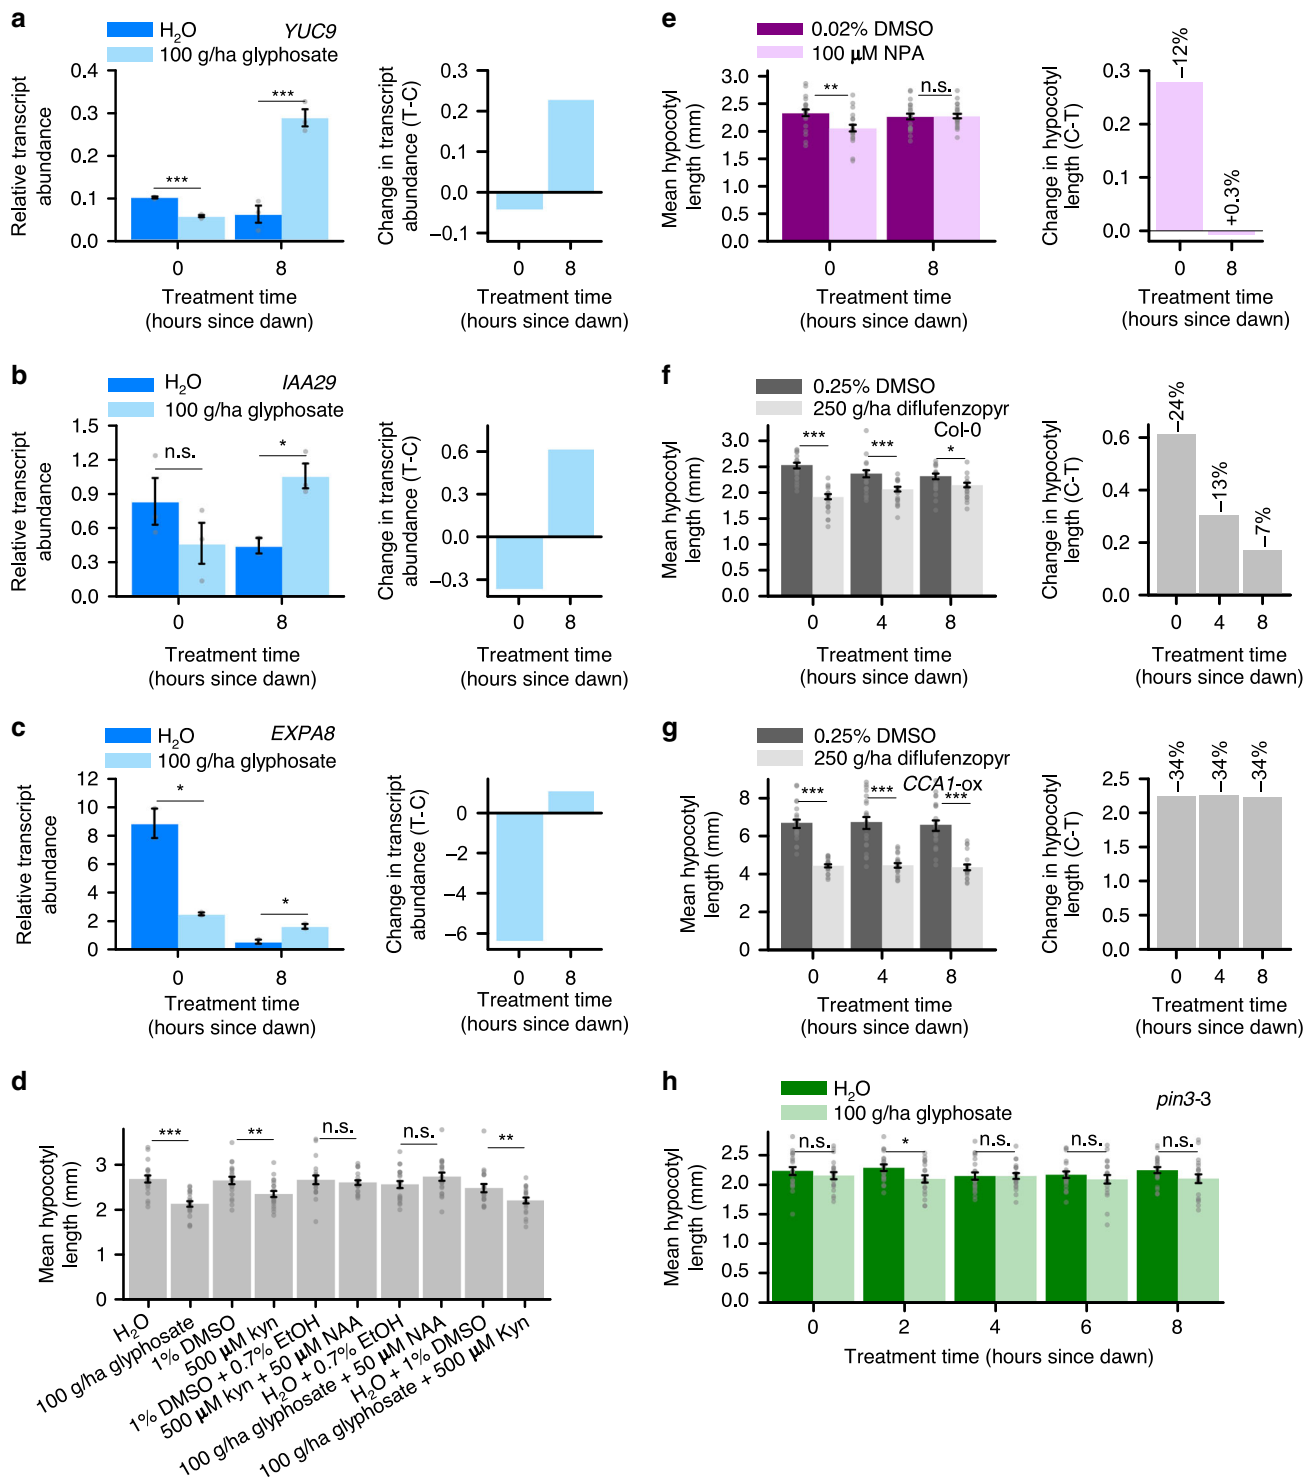 a
H₂O
YUC9
100 g/ha glyphosate
Relative transcript
abundance
0.4
0.3
0.2
0.1
0.0
***
***
0
8
Treatment time
(hours since dawn)
Change in transcript
abundance (T-C)
0.3
0.2
0.1
0.0
−0.1
0
8
Treatment time
(hours since dawn)
b
H₂O
IAA29
100 g/ha glyphosate
Relative transcript
abundance
1.5
1.2
0.9
0.6
0.3
0.0
n.s.
*
0
8
Treatment time
(hours since dawn)
Change in transcript
abundance (T-C)
0.6
0.3
0.0
−0.3
0
8
Treatment time
(hours since dawn)
c
H₂O
EXPA8
100 g/ha glyphosate
Relative transcript
abundance
12
10
8
6
4
2
0
*
*
0
8
Treatment time
(hours since dawn)
Change in transcript
abundance (T-C)
0
−2
−4
−6
0
8
Treatment time
(hours since dawn)
d
Mean hypocotyl
length (mm)
3
2
1
0
***
**
n.s.
n.s.
**
H₂O
100 g/ha glyphosate
1% DMSO
500 µM kyn
1% DMSO + 0.7% EtOH
500 µM kyn + 50 µM NAA
H₂O + 0.7% EtOH
100 g/ha glyphosate + 50 µM NAA
H₂O + 1% DMSO
100 g/ha glyphosate + 500 µM Kyn
e
0.02% DMSO
100 µM NPA
Mean hypocotyl
length (mm)
3.0
2.5
2.0
1.5
1.0
0.5
0.0
**
n.s.
0
8
Treatment time
(hours since dawn)
Change in hypocotyl
length (C-T)
0.3
0.2
0.1
0.0
−12%
+0.3%
0
8
Treatment time
(hours since dawn)
f
0.25% DMSO
250 g/ha diflufenzopyr
Col-0
Mean hypocotyl
length (mm)
3.0
2.5
2.0
1.5
1.0
0.5
0.0
***
***
*
0
4
8
Treatment time
(hours since dawn)
Change in hypocotyl
length (C-T)
0.6
0.4
0.2
0.0
−24%
−13%
−7%
0
4
8
Treatment time
(hours since dawn)
g
0.25% DMSO
250 g/ha diflufenzopyr
CCA1-ox
Mean hypocotyl
length (mm)
8
6
4
2
0
***
***
***
0
4
8
Treatment time
(hours since dawn)
Change in hypocotyl
length (C-T)
2.5
2.0
1.5
1.0
0.5
0.0
−34%
−34%
−34%
0
4
8
Treatment time
(hours since dawn)
h
H₂O
100 g/ha glyphosate
pin3-3
Mean hypocotyl
length (mm)
2.5
2.0
1.5
1.0
0.5
0.0
n.s.
*
n.s.
n.s.
n.s.
0
2
4
6
8
Treatment time (hours since dawn)